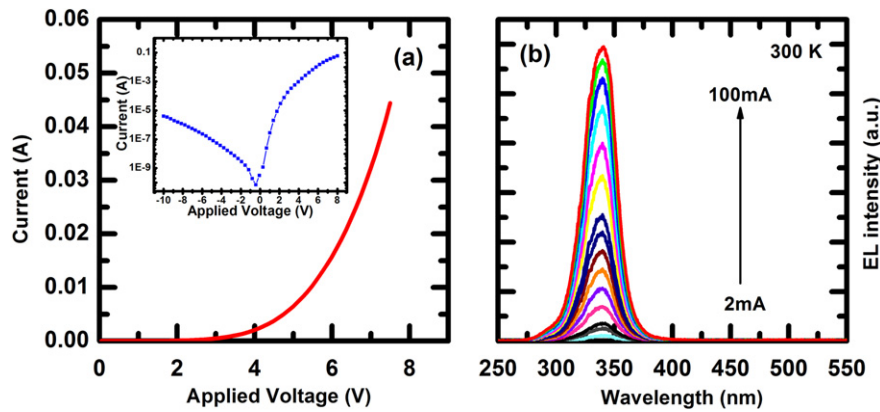 0.06
0.05
0.04
0.03
0.02
0.01
0.00
Current (A)
0 2 4 6 8
Applied Voltage (V)
(a)
0.1
1E-3
1E-5
1E-7
1E-9
Current (A)
-10 -8 -6 -4 -2 0 2 4 6 8
Applied Voltage (V)
(b)
300 K
100mA
2mA
EL intensity (a.u.)
250 300 350 400 450 500 550
Wavelength (nm)